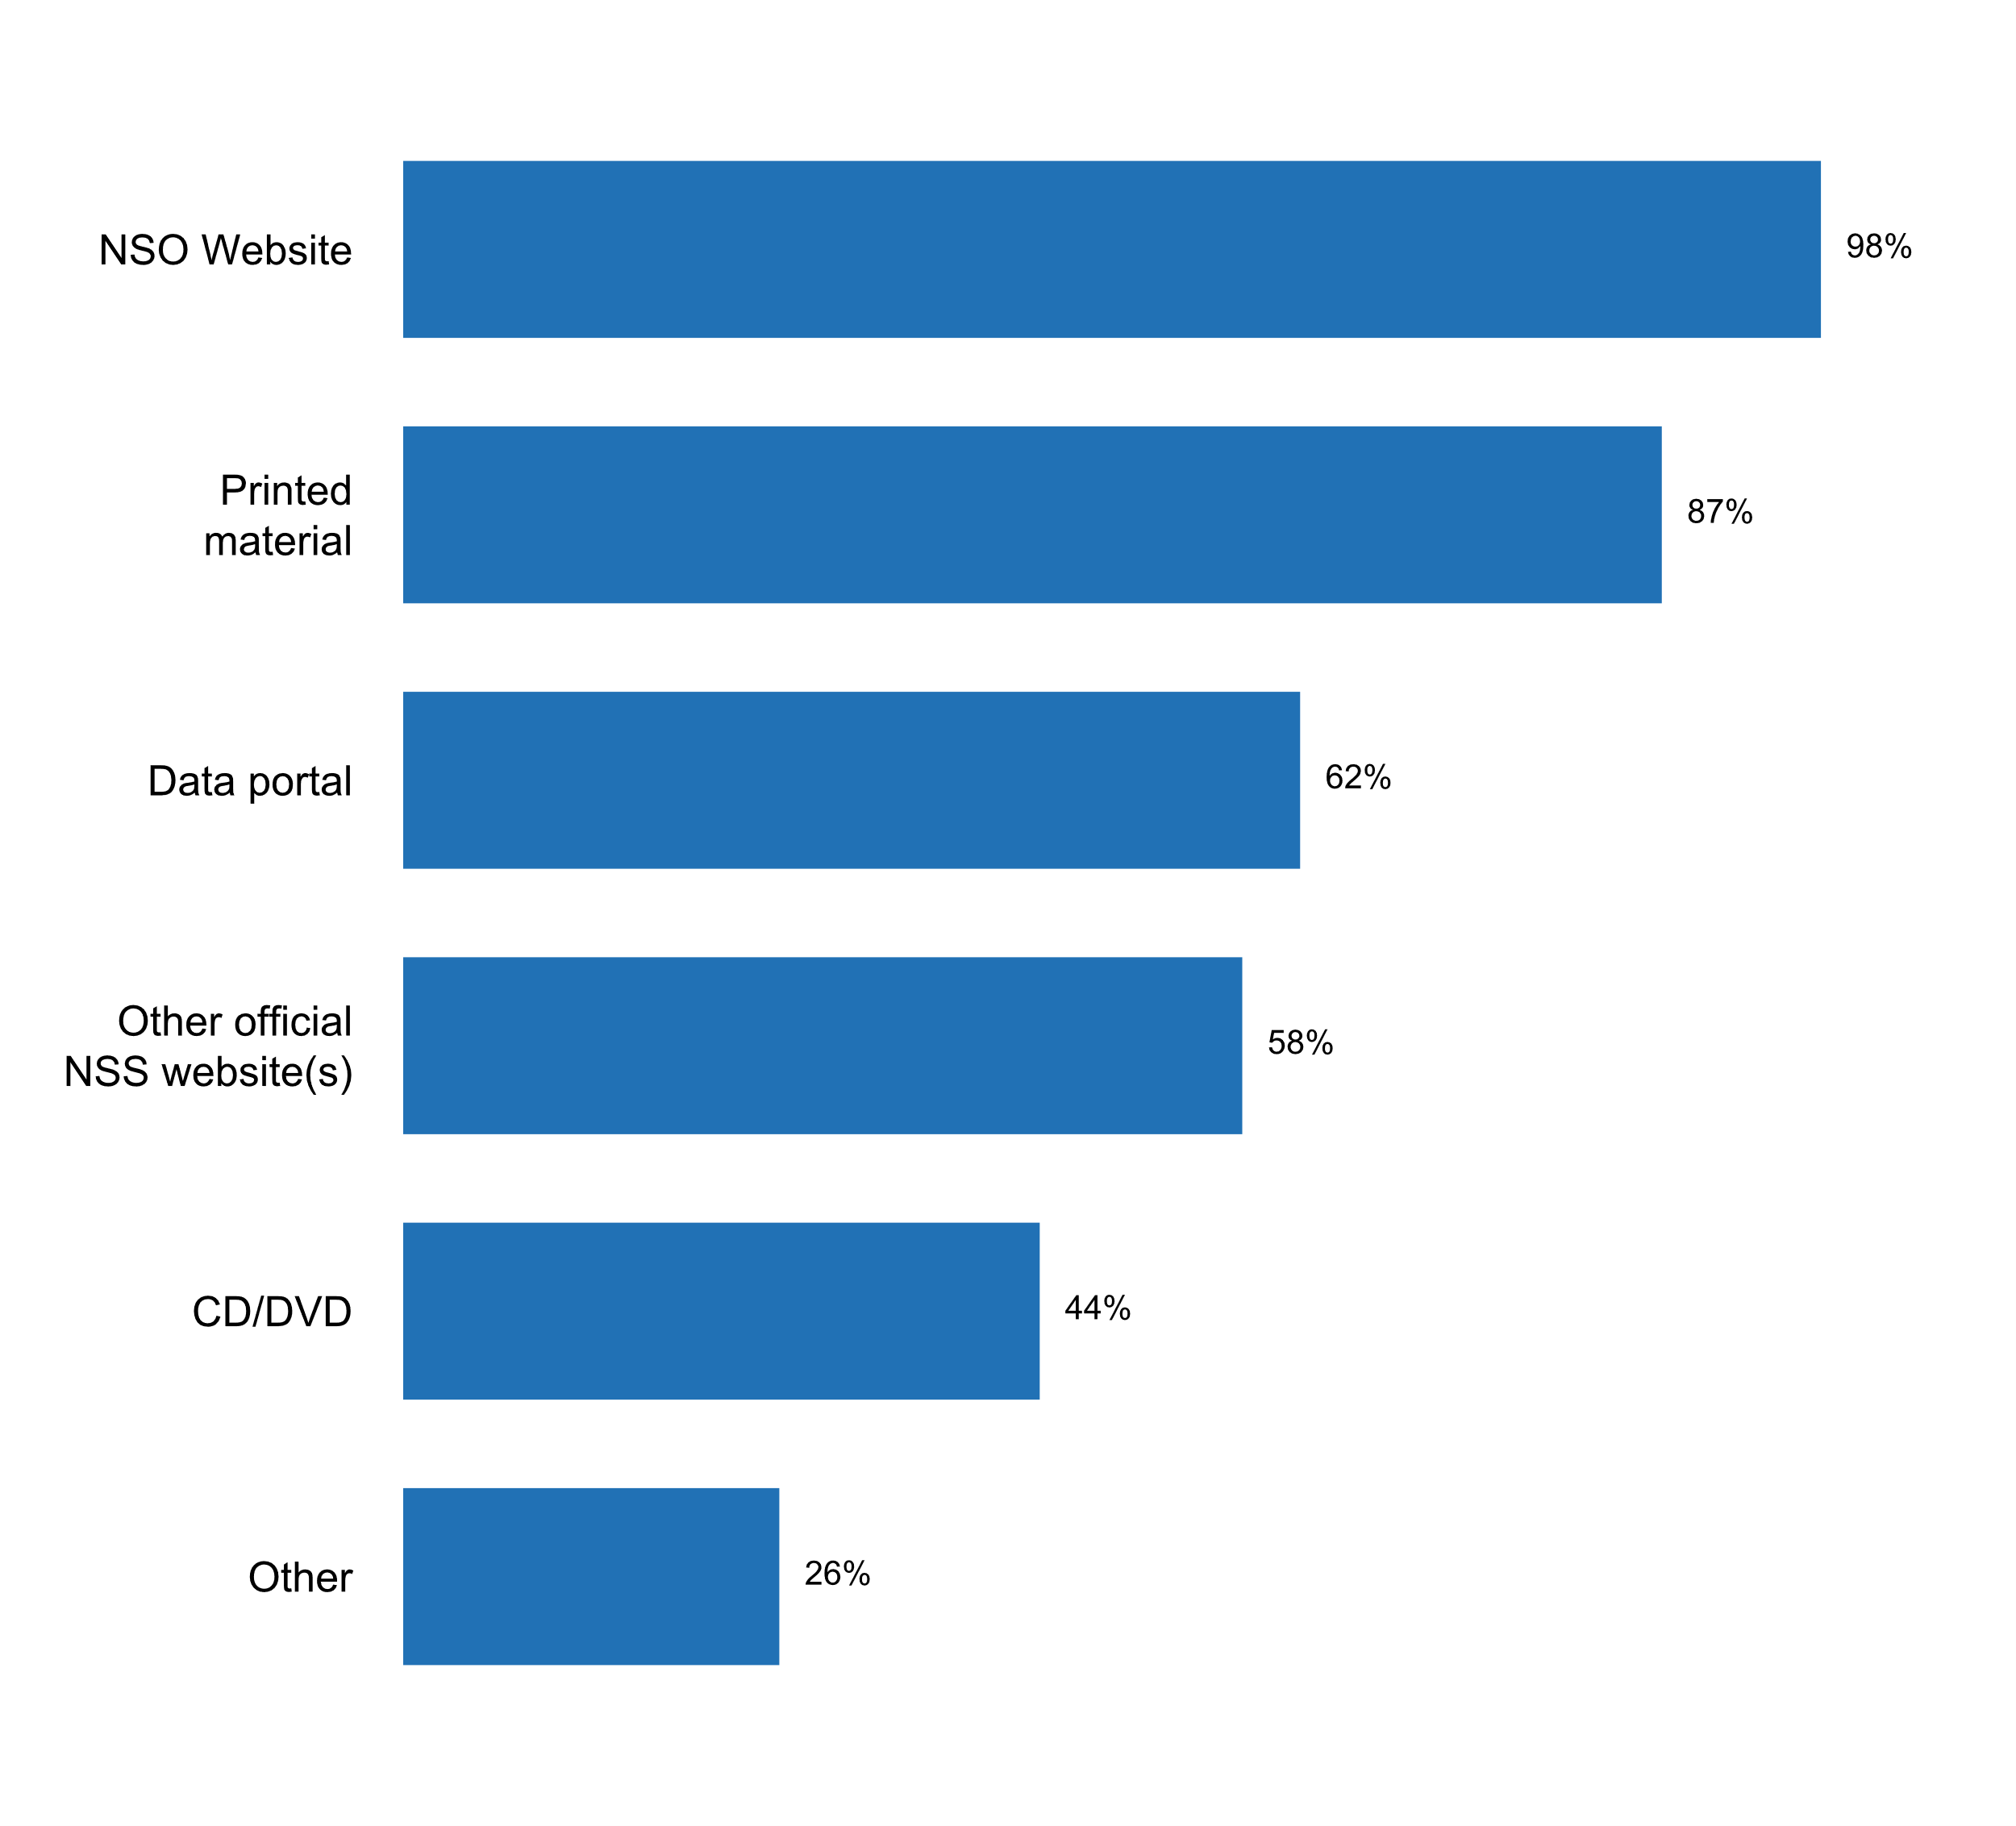 NSO Website
98%
Printed
material
87%
Data portal
62%
Other official
NSS website(s)
58%
CD/DVD
44%
Other
26%